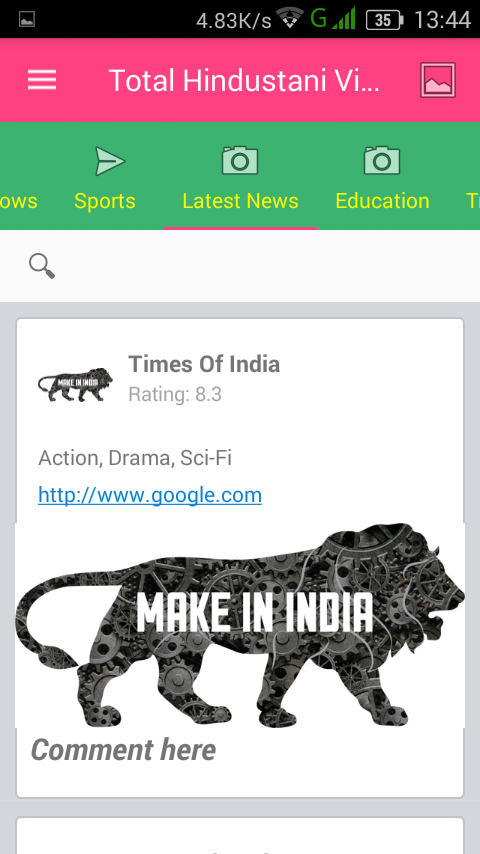 4.83K/s G 35 13:44
Total Hindustani Vi...
ows Sports Latest News Education T
MAKE IN INDIA
Times Of India
Rating: 8.3
Action, Drama, Sci-Fi
http://www.google.com
MAKE IN INDIA
Comment here